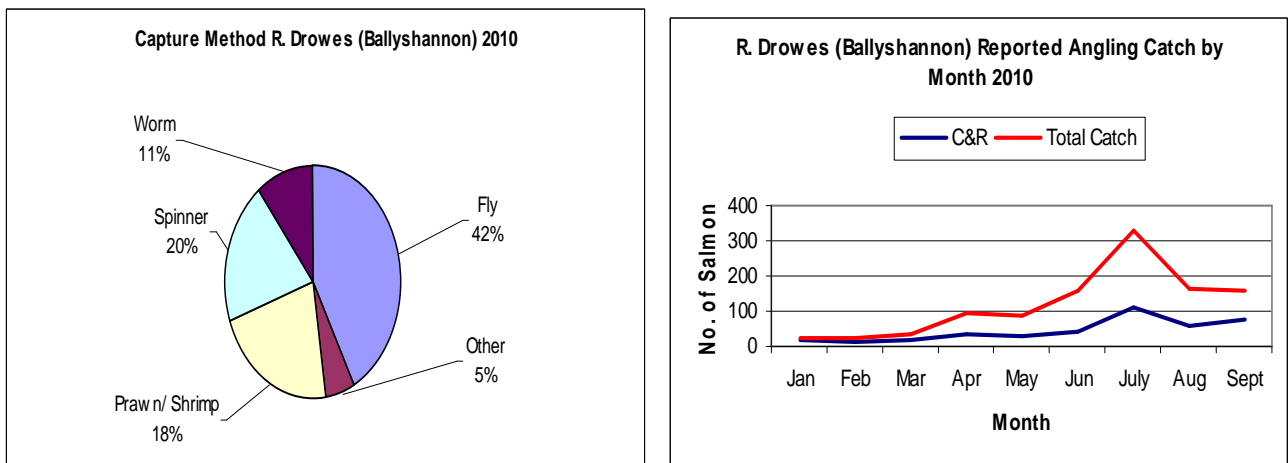 Capture Method R. Drowes (Ballyshannon) 2010
Worm
11%
Spinner
20%
Fly
42%
Other
5%
Prawn/ Shrimp
18%
R. Drowes (Ballyshannon) Reported Angling Catch by
Month 2010
C&R
Total Catch
No. of Salmon
400
300
200
100
0
Jan Feb Mar Apr May Jun July Aug Sept
Month